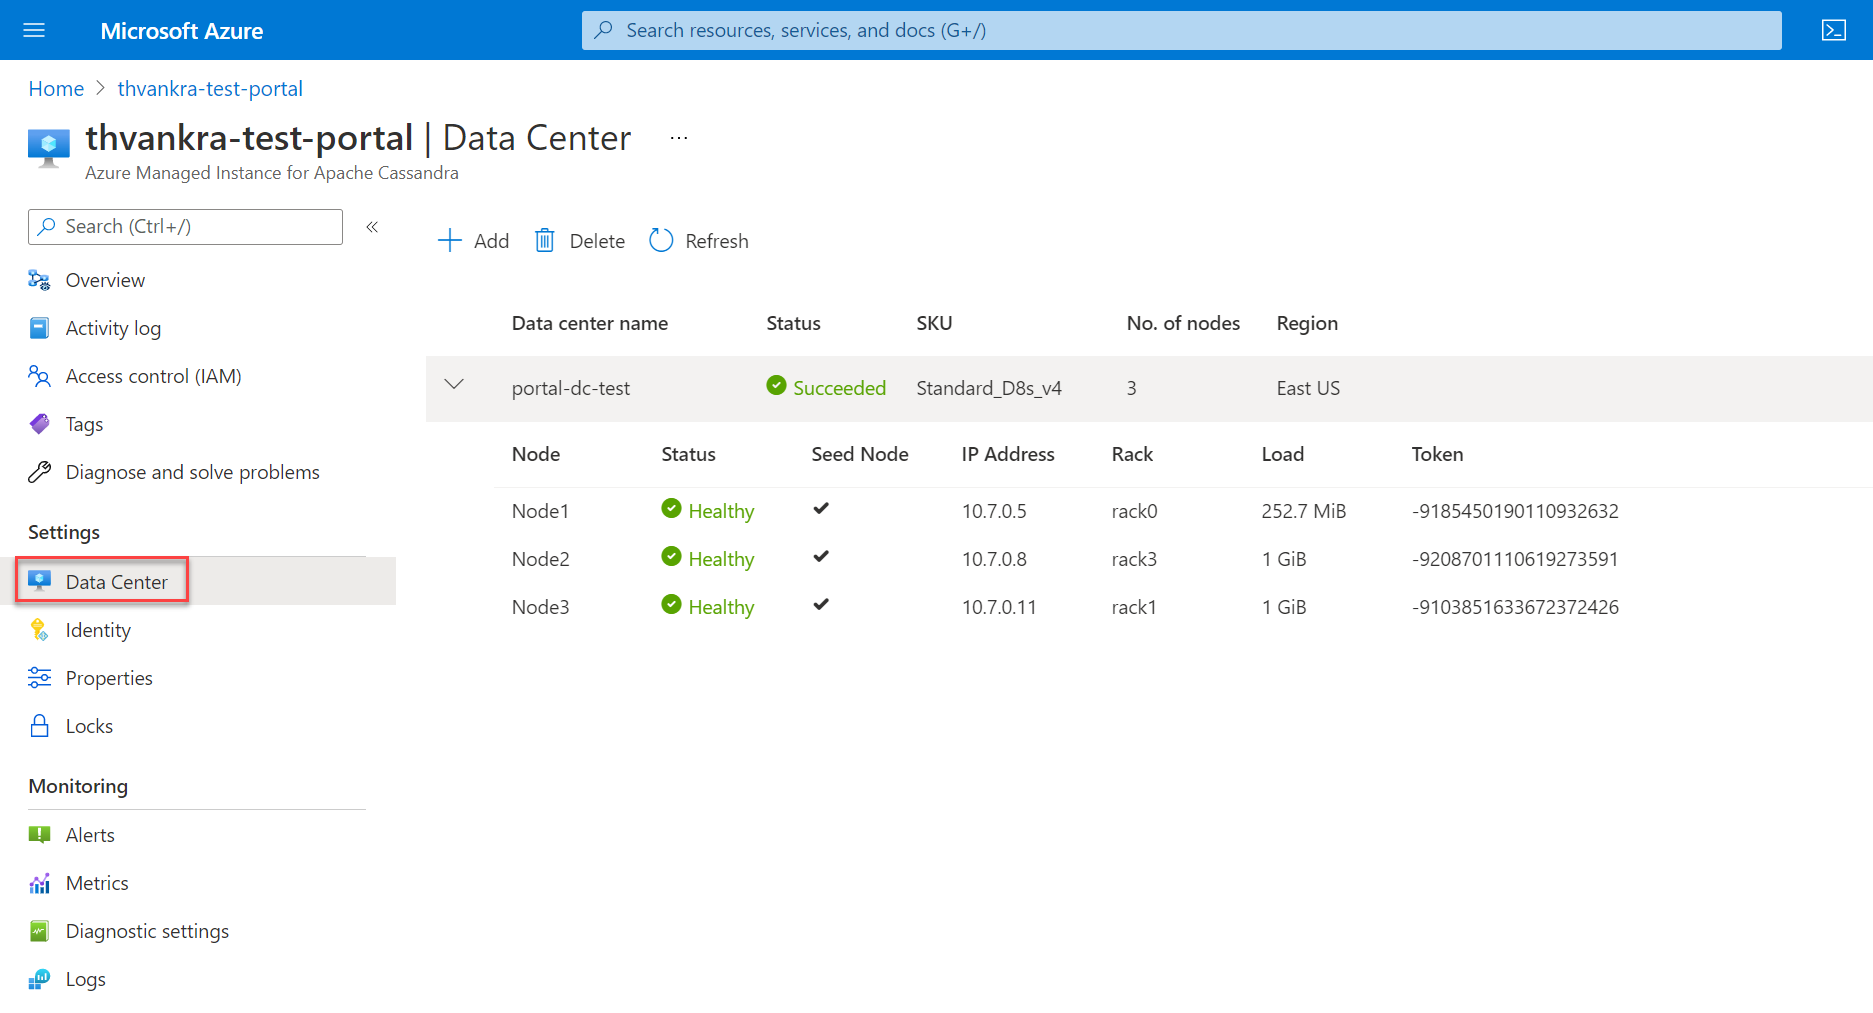 Microsoft Azure
Search resources, services, and docs (G+/)
Home > thvankra-test-portal
thvankra-test-portal | Data Center ...
Azure Managed Instance for Apache Cassandra
Search (Ctrl+/) «
Add Delete Refresh
Overview
Activity log
Access control (IAM)
Tags
Diagnose and solve problems
Settings
Data Center
Identity
Properties
Locks
Monitoring
Alerts
Metrics
Diagnostic settings
Logs
Data center name Status SKU No. of nodes Region
portal-dc-test Succeeded Standard_D8s_v4 3 East US
Node Status Seed Node IP Address Rack Load Token
Node1 Healthy ✓ 10.7.0.5 rack0 252.7 MiB -9185450190110932632
Node2 Healthy ✓ 10.7.0.8 rack3 1 GiB -9208701110619273591
Node3 Healthy ✓ 10.7.0.11 rack1 1 GiB -9103851633672372426